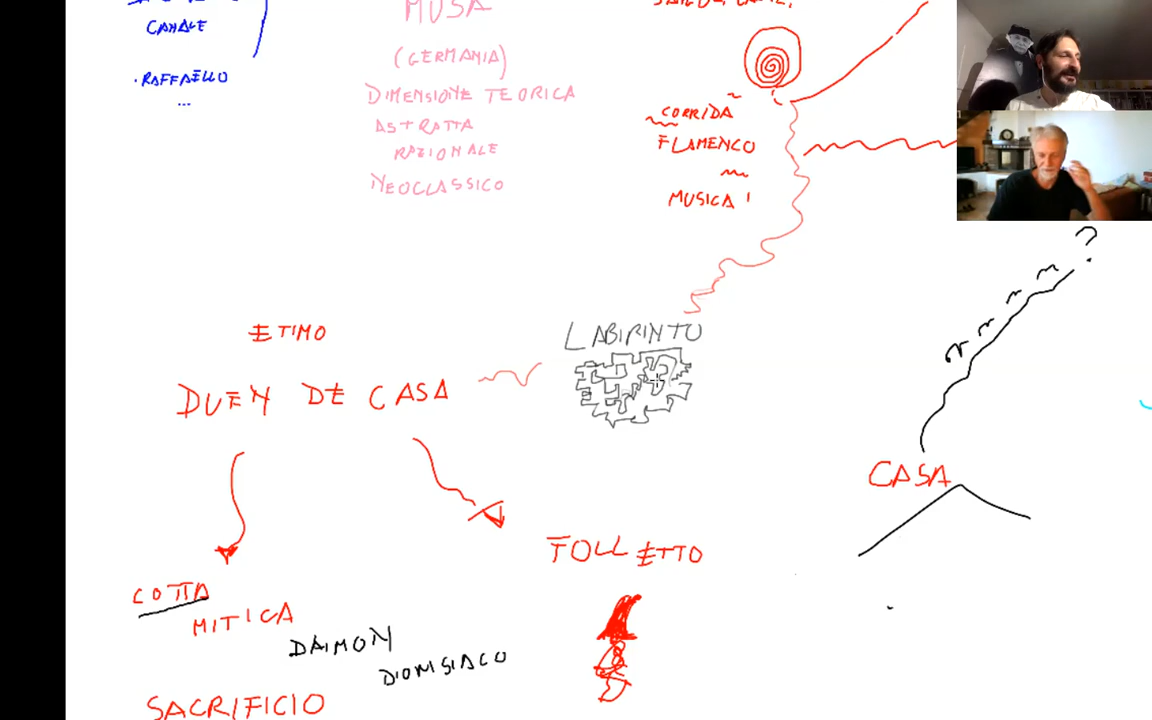 CANALE
• RAFFAELLO
...
MUSA
(GERMANIA)
DIMENSIONE TEORICA
ASTRATTA
RAZIONALE
NEOCLASSICO
CORRIDA
FLAMENCO
MUSICA
?
ETIMO
DUEN DE CASA
LABIRINTO
CASA
FOLLETTO
COTTA
MITICA
DAIMON
DIONISIACO
SACRIFICIO